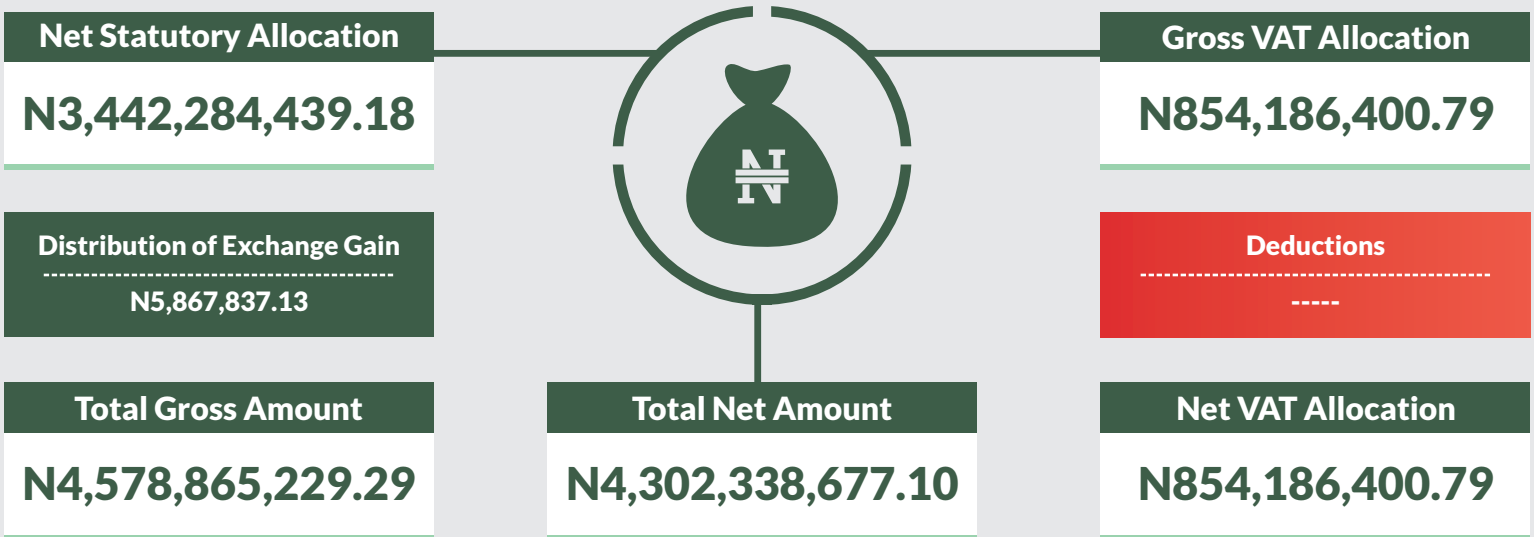 Net Statutory Allocation
N3,442,284,439.18
Gross VAT Allocation
N854,186,400.79
₦
Distribution of Exchange Gain
----------------------------------------
N5,867,837.13
Deductions
----------------------------------------
-----
Total Gross Amount
N4,578,865,229.29
Total Net Amount
N4,302,338,677.10
Net VAT Allocation
N854,186,400.79